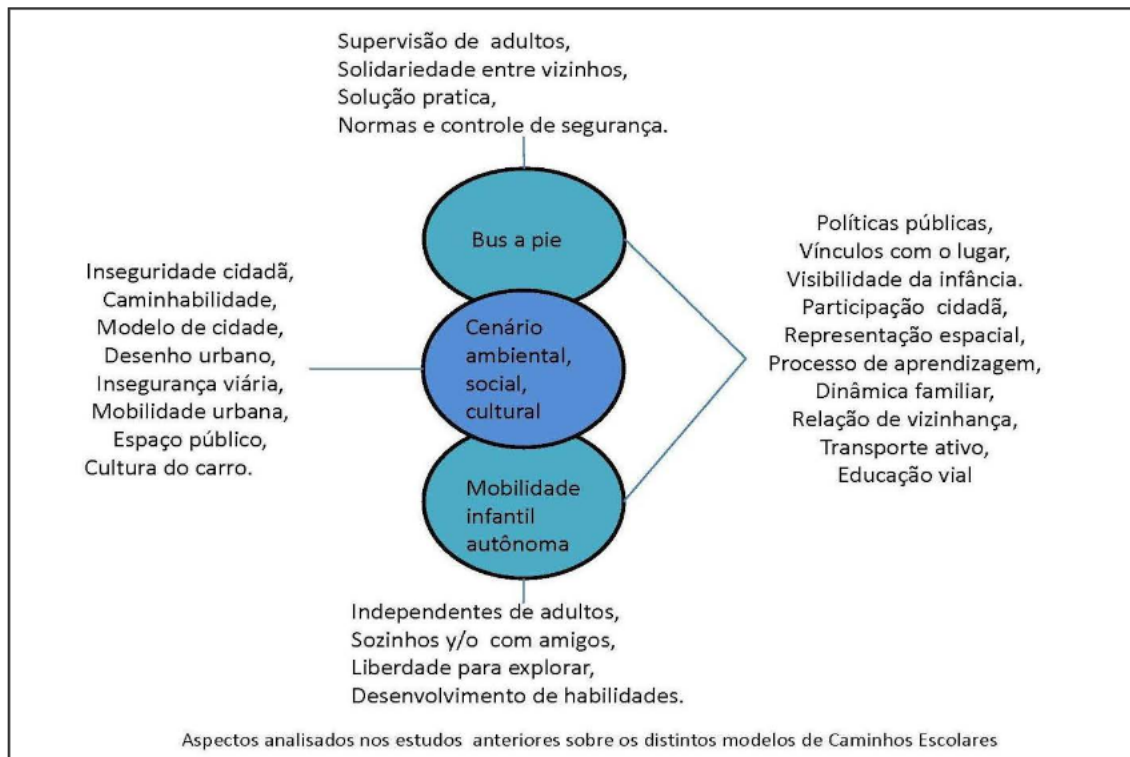 Supervisão de adultos,
Solidariedade entre vizinhos,
Solução pratica,
Normas e controle de segurança.
Bus a pie
Inseguridade cidadã,
Caminhabilidade,
Modelo de cidade,
Desenho urbano,
Insegurança viária,
Mobilidade urbana,
Espaço público,
Cultura do carro.
Cenário
ambiental,
social,
cultural
Políticas públicas,
Vínculos com o lugar,
Visibilidade da infância.
Participação cidadã,
Representação espacial,
Processo de aprendizagem,
Dinâmica familiar,
Relação de vizinhança,
Transporte ativo,
Educação vial
Mobilidade
infantil
autônoma
Independentes de adultos,
Sozinhos y/o com amigos,
Liberdade para explorar,
Desenvolvimento de habilidades.
Aspectos analisados nos estudos anteriores sobre os distintos modelos de Caminhos Escolares